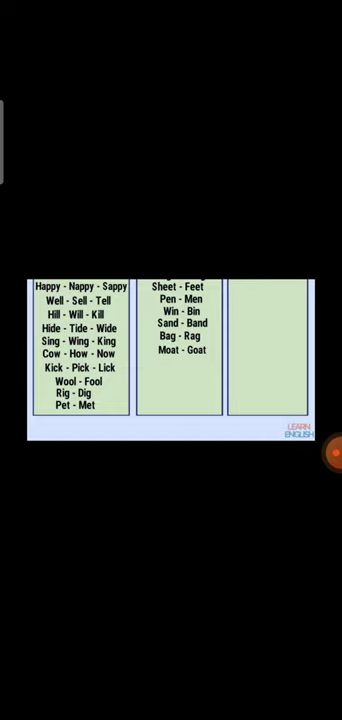 Happy - Nappy - Sappy
Well - Sell - Tell
Hill - Will - Kill
Hide - Tide - Wide
Sing - Wing - King
Cow - How - Now
Kick - Pick - Lick
Wool - Fool
Rig - Dig
Pet - Met
Sheet - Feet
Pen - Men
Win - Bin
Sand - Band
Bag - Rag
Moat - Goat
LEARN
ENGLISH